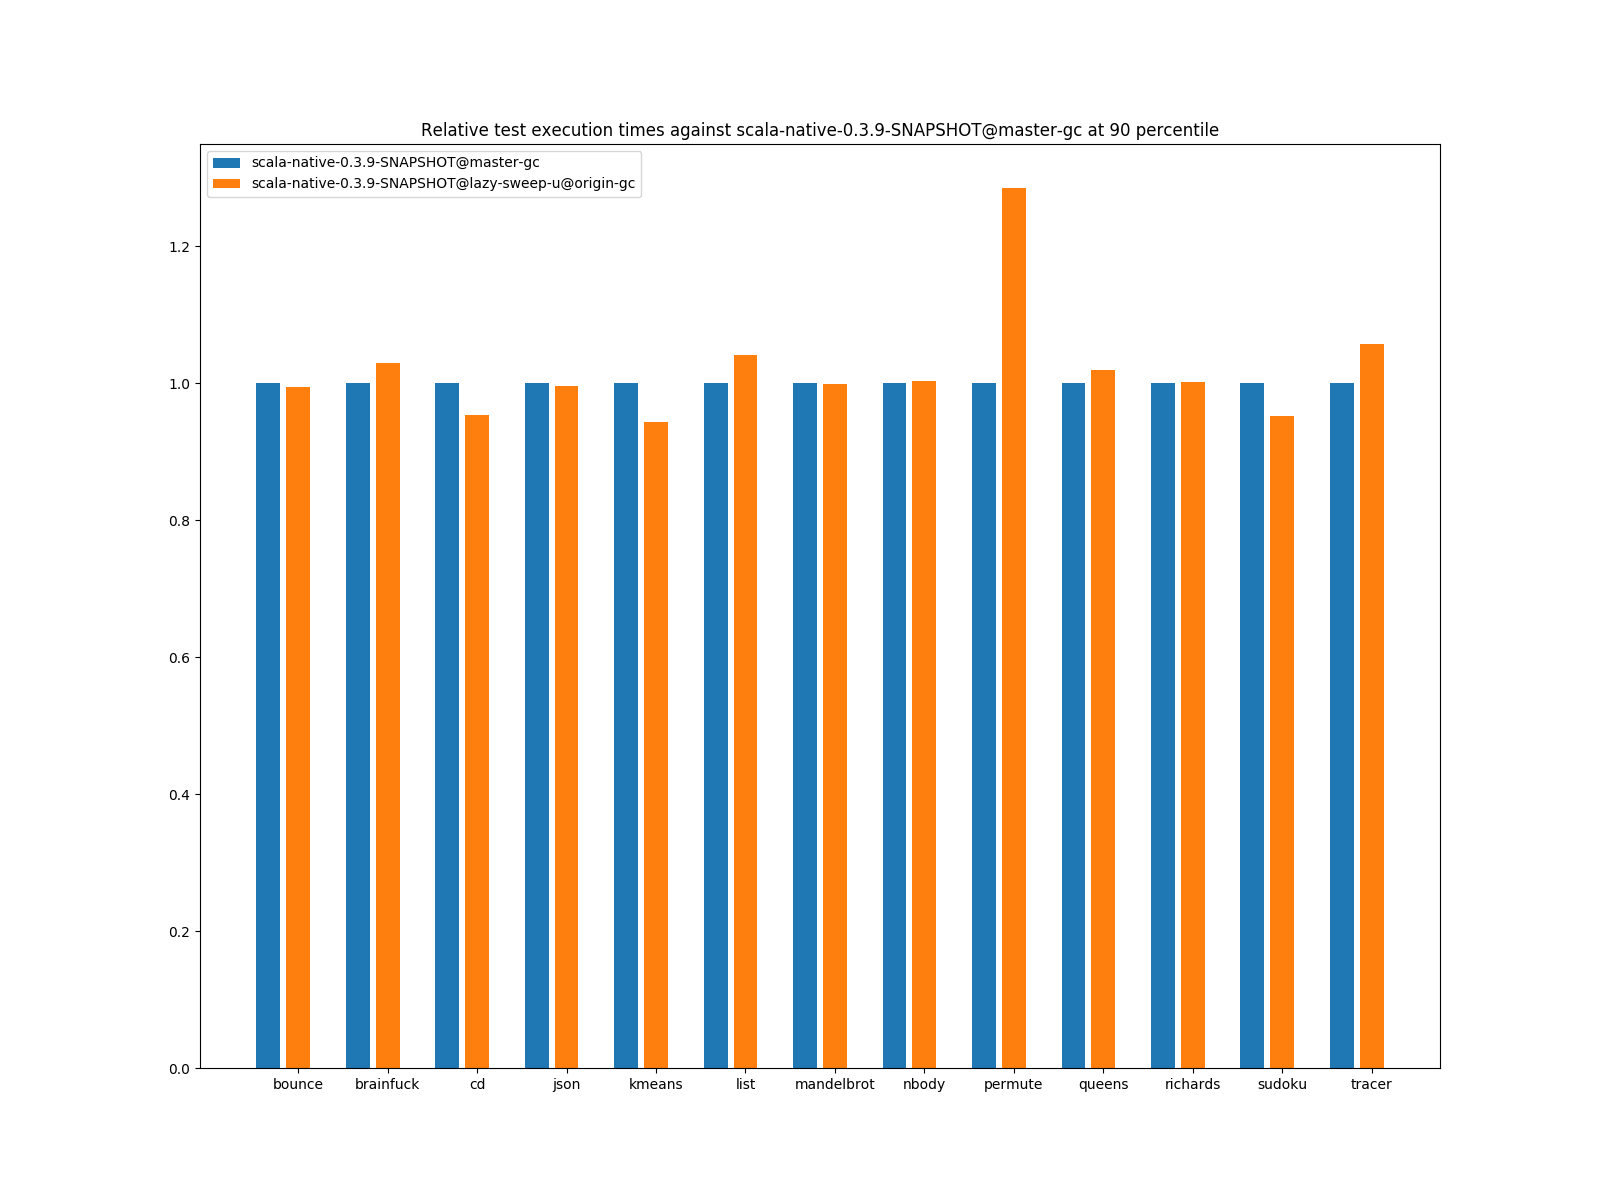 Relative test execution times against scala-native-0.3.9-SNAPSHOT@master-gc at 90 percentile
scala-native-0.3.9-SNAPSHOT@master-gc
scala-native-0.3.9-SNAPSHOT@lazy-sweep-u@origin-gc
1.2
1.0
0.8
0.6
0.4
0.2
0.0
bounce brainfuck cd json kmeans list mandelbrot nbody permute queens richards sudoku tracer